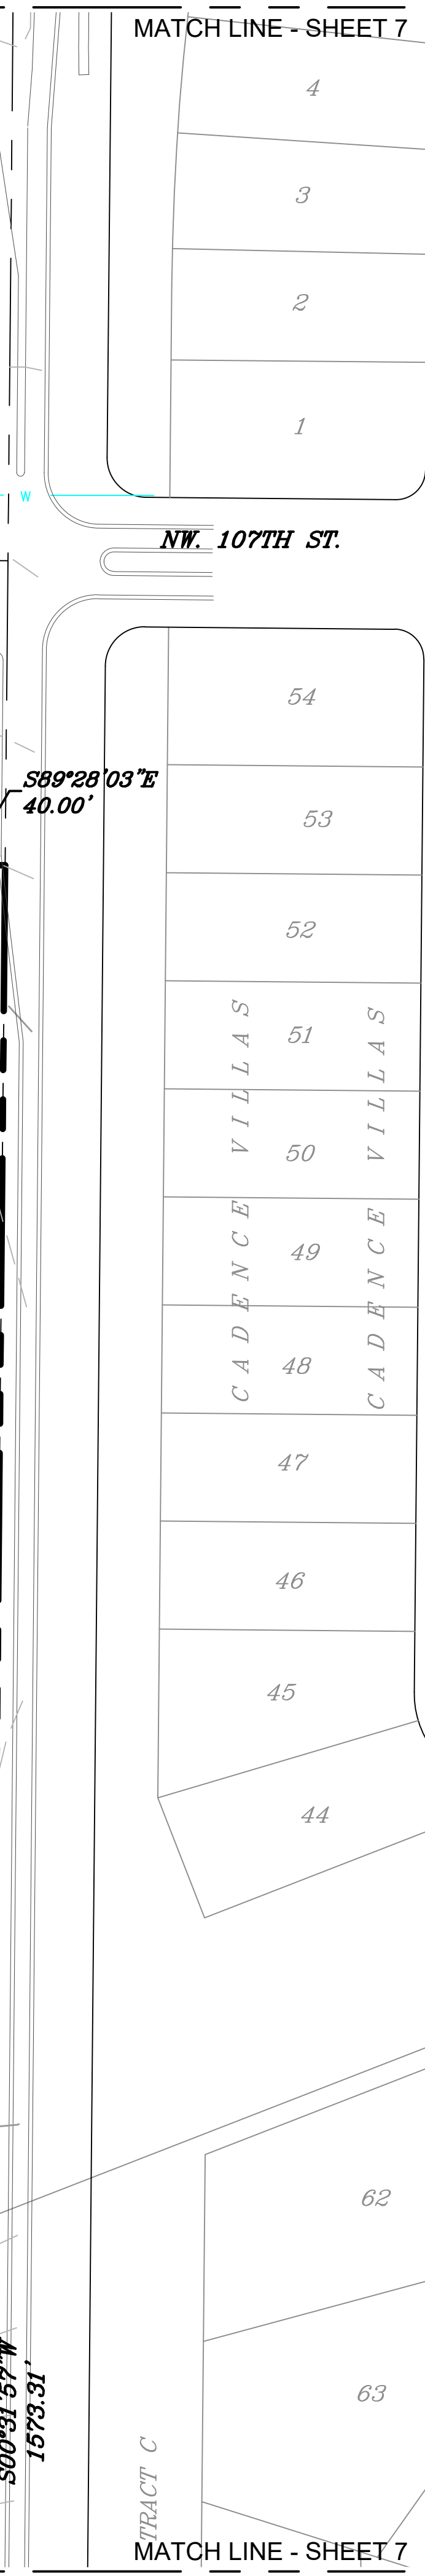 MATCH LINE - SHEET 7
4
3
2
1
W
NW. 107TH ST.
54
S89°28'03"E
40.00'
53
52
51
50
49
48
47
46
45
44
CADENCE VILLAS
CADENCE VILLAS
62
63
S00°31'57"W
1573.31'
TRACT C
MATCH LINE - SHEET 7